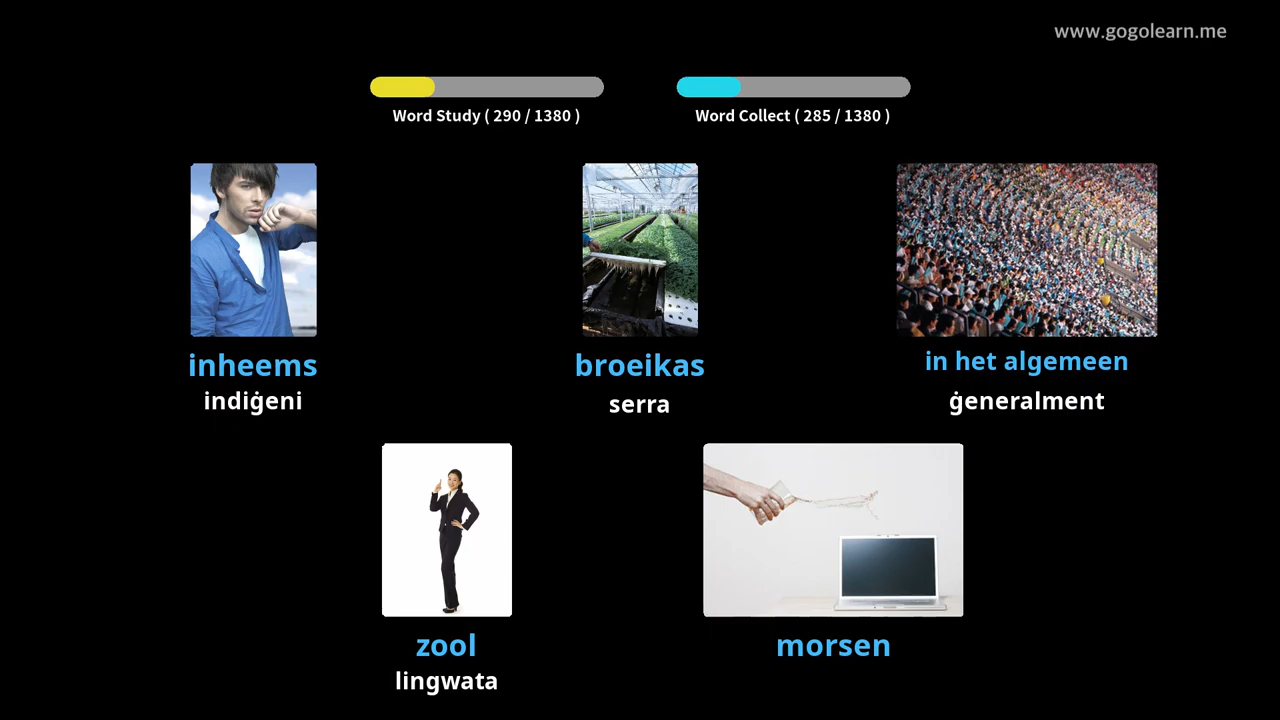 www.gogolearn.me
Word Study ( 290 / 1380 )
Word Collect ( 285 / 1380 )
inheems
indiġeni
broeikas
serra
in het algemeen
ġeneralment
zool
lingwata
morsen